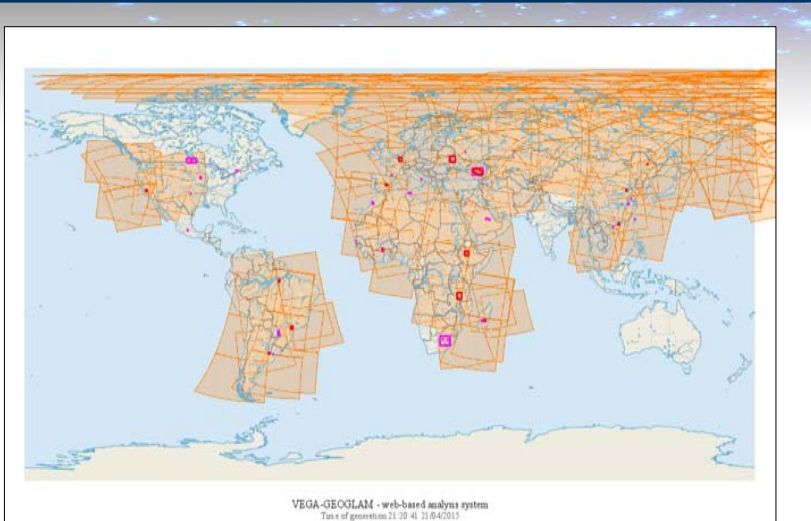 VEGA-GEOGLAM - web-based analysis system
Time of generation 21:20:41 21/04/2015